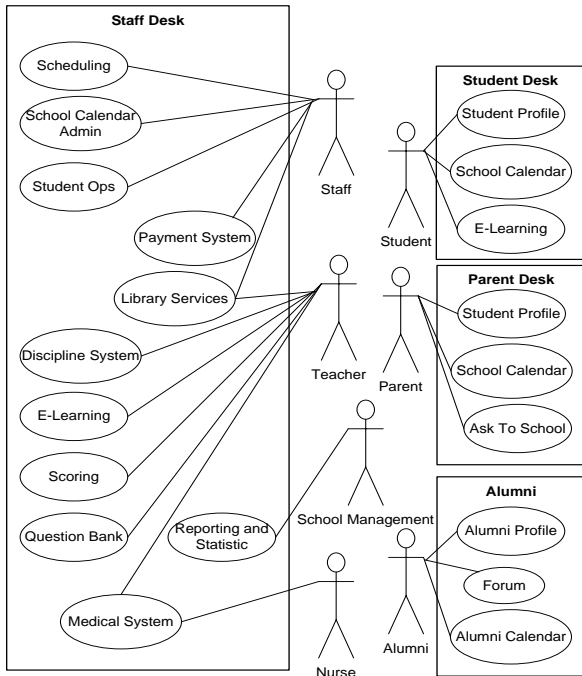 Staff Desk
Scheduling
School Calendar
Admin
Student Ops
Payment System
Library Services
Discipline System
E-Learning
Scoring
Question Bank
Reporting and
Statistic
Medical System
Staff
Teacher
School Management
Nurse
Student
Parent
Alumni
Student Desk
Student Profile
School Calendar
E-Learning
Parent Desk
Student Profile
School Calendar
Ask To School
Alumni
Alumni Profile
Forum
Alumni Calendar